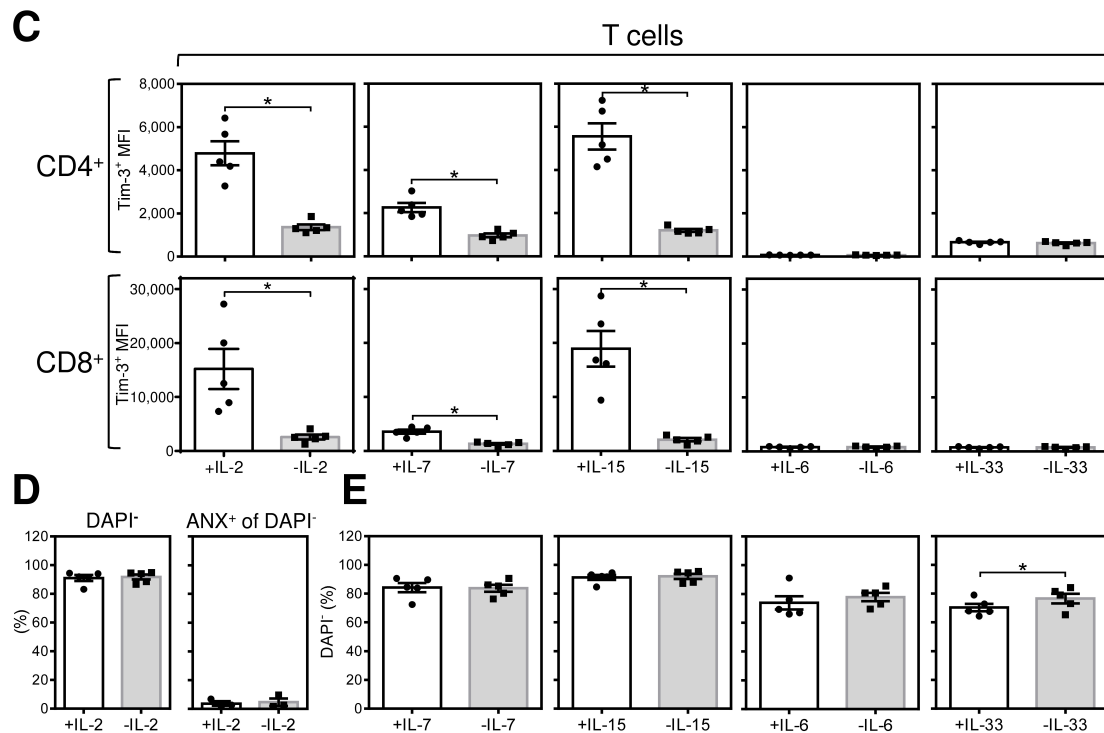 C
T cells
CD4⁺
Tim-3⁺ MFI
8,000
6,000
4,000
2,000
0
*
*
*
CD8⁺
Tim-3⁺ MFI
30,000
20,000
10,000
0
*
*
*
+IL-2 -IL-2 +IL-7 -IL-7 +IL-15 -IL-15 +IL-6 -IL-6 +IL-33 -IL-33
D
DAPI⁻ ANX⁺ of DAPI⁻
(%)
120
100
80
60
40
20
0
+IL-2 -IL-2 +IL-2 -IL-2
E
DAPI⁻ (%)
120
100
80
60
40
20
0
*
+IL-7 -IL-7 +IL-15 -IL-15 +IL-6 -IL-6 +IL-33 -IL-33